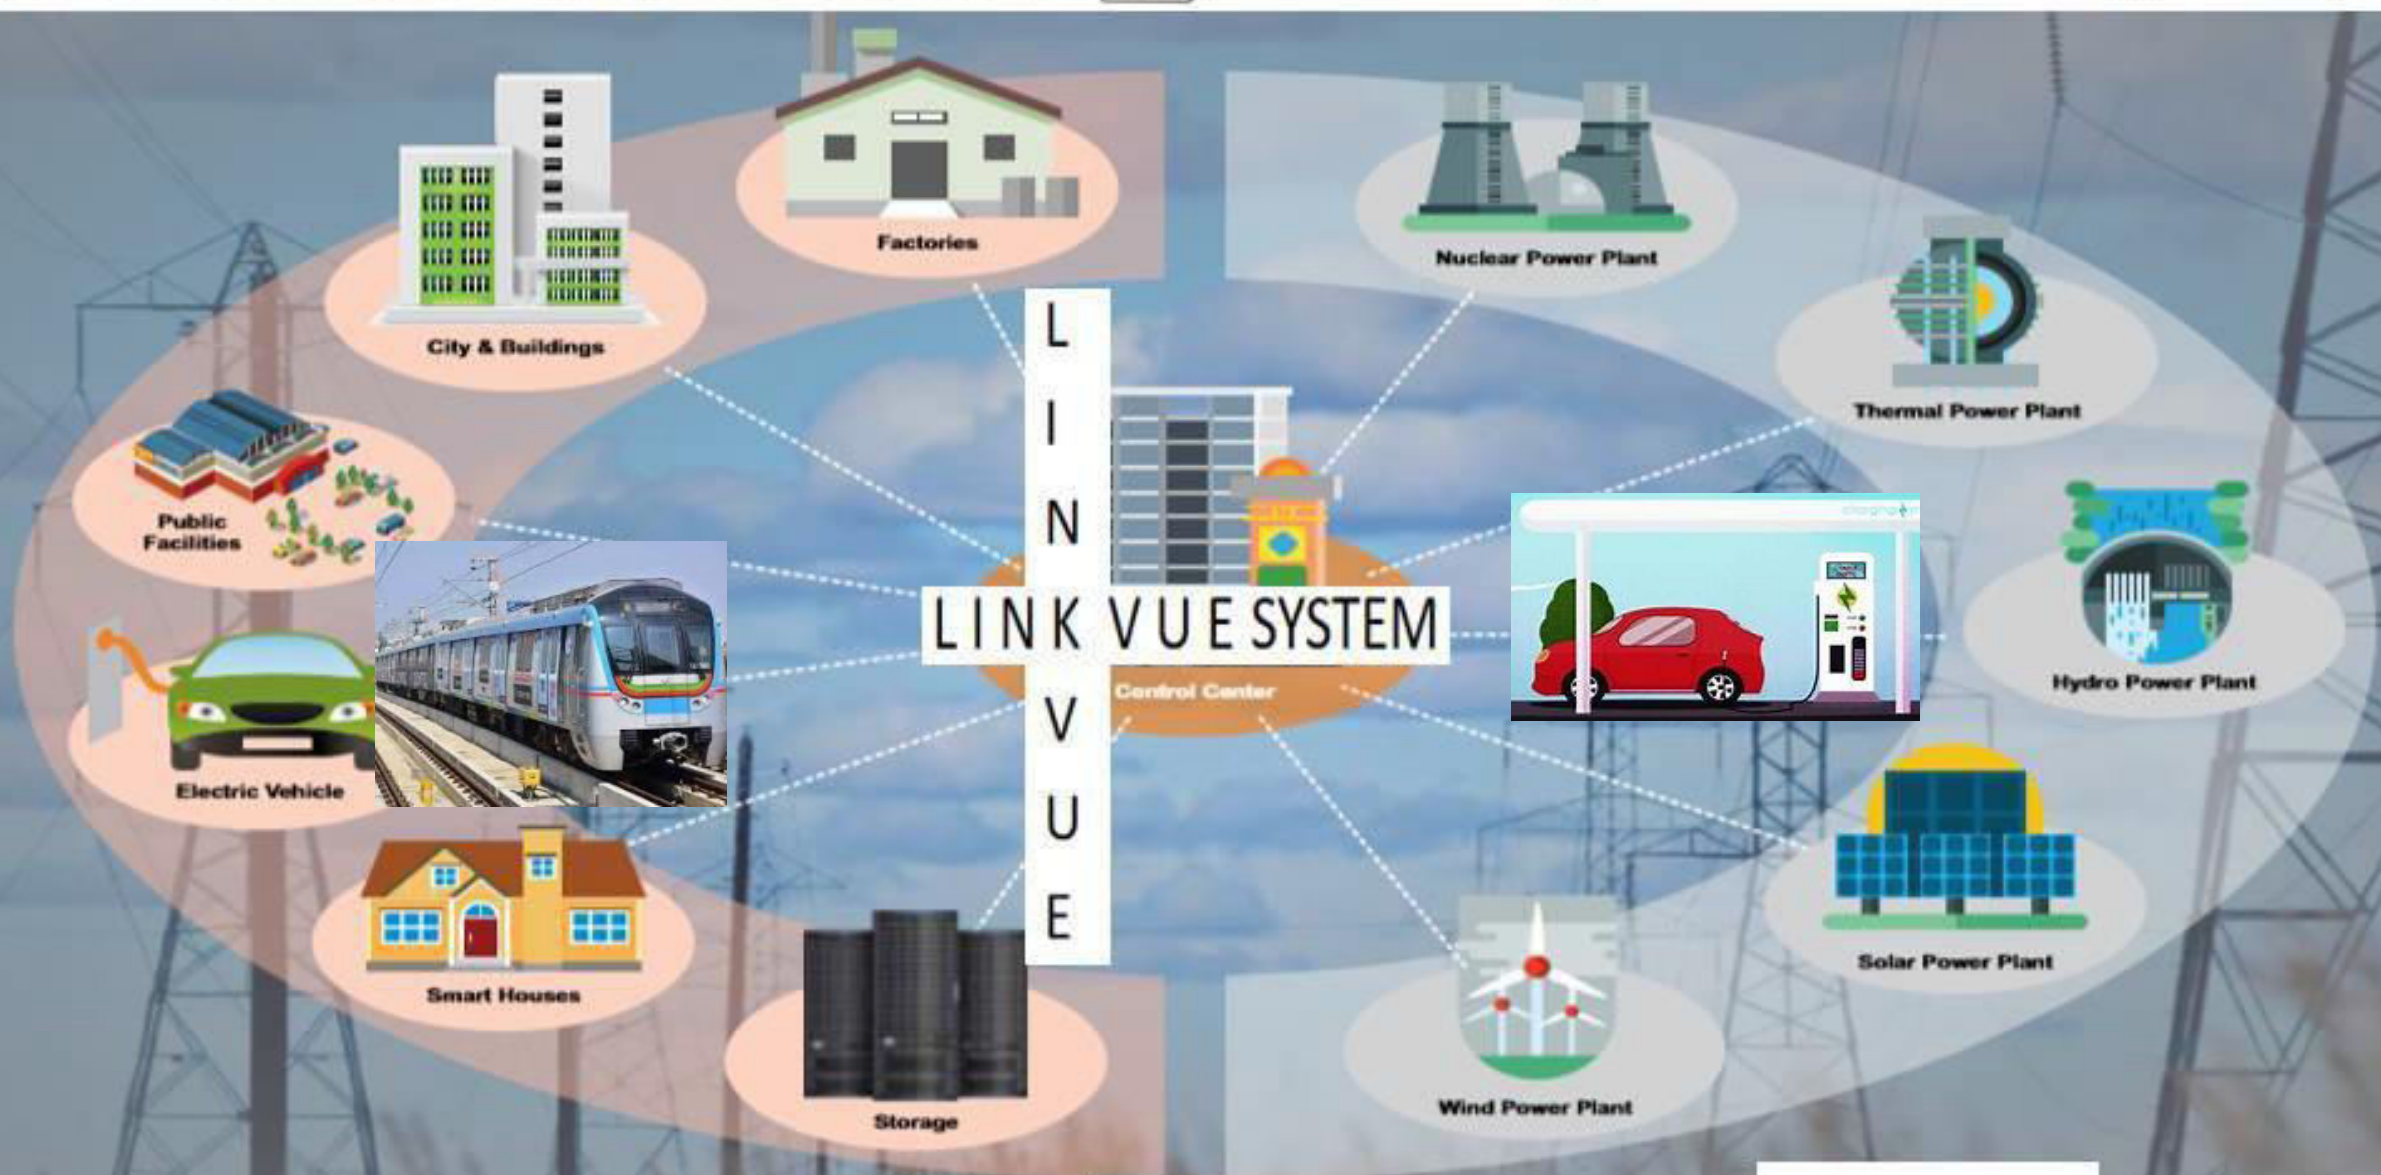 Factories
Nuclear Power Plant
City & Buildings
Thermal Power Plant
Public
Facilities
L
I
N
K
V
U
E
LINK VUE SYSTEM
Control Center
Hydro Power Plant
Electric Vehicle
Solar Power Plant
Smart Houses
Wind Power Plant
Storage